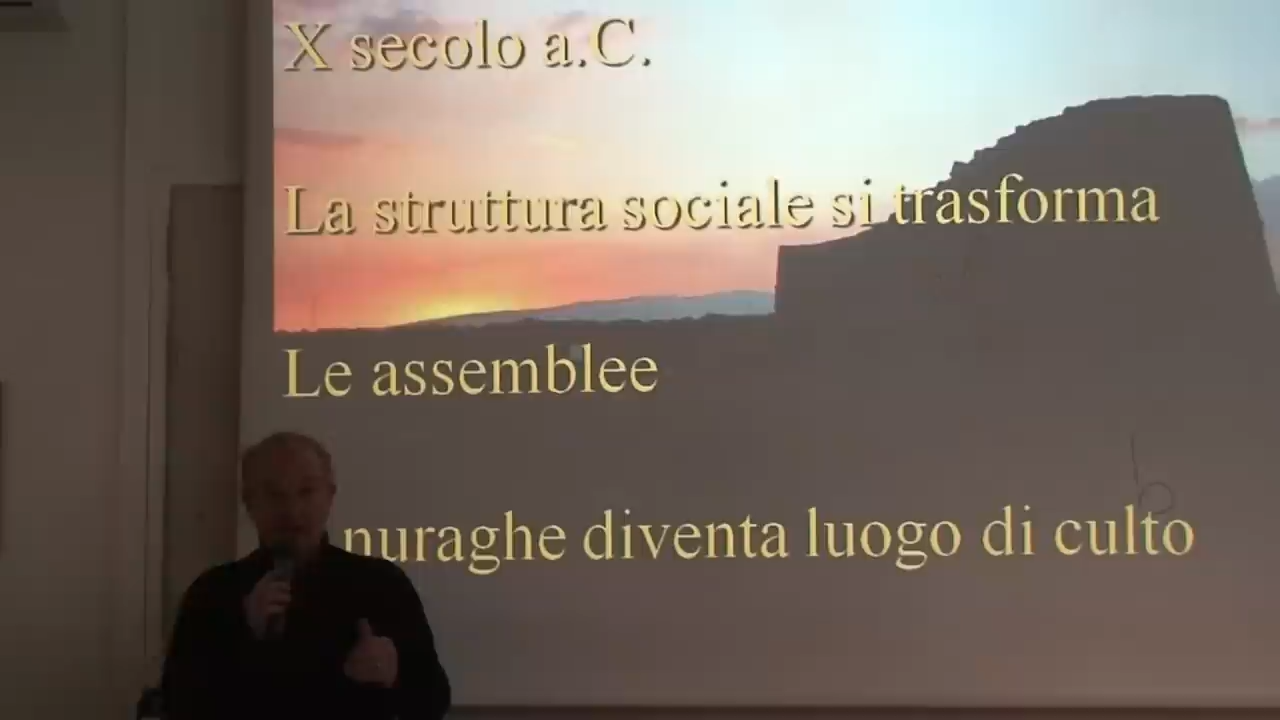 X secolo a.C.
La struttura sociale si trasforma
Le assemblee
nuraghe diventa luogo di culto
b